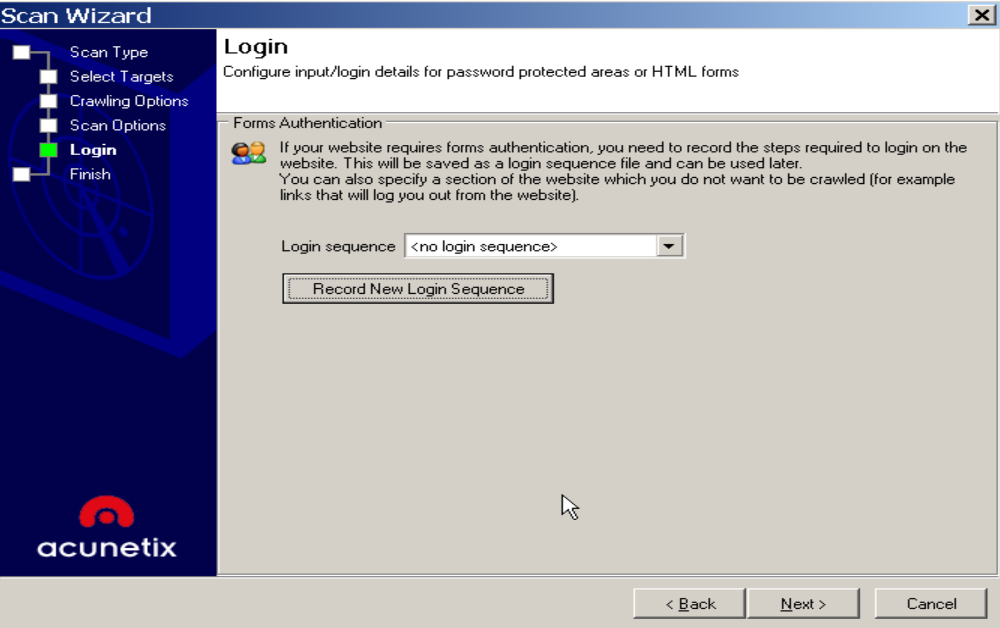 Scan Wizard
Scan Type
Select Targets
Crawling Options
Scan Options
Login
Finish
acunetix
Login
Configure input/login details for password protected areas or HTML forms
Forms Authentication
If your website requires forms authentication, you need to record the steps required to login on the
website. This will be saved as a login sequence file and can be used later.
You can also specify a section of the website which you do not want to be crawled (for example
links that will log you out from the website).
Login sequence <no login sequence>
Record New Login Sequence
< Back Next > Cancel